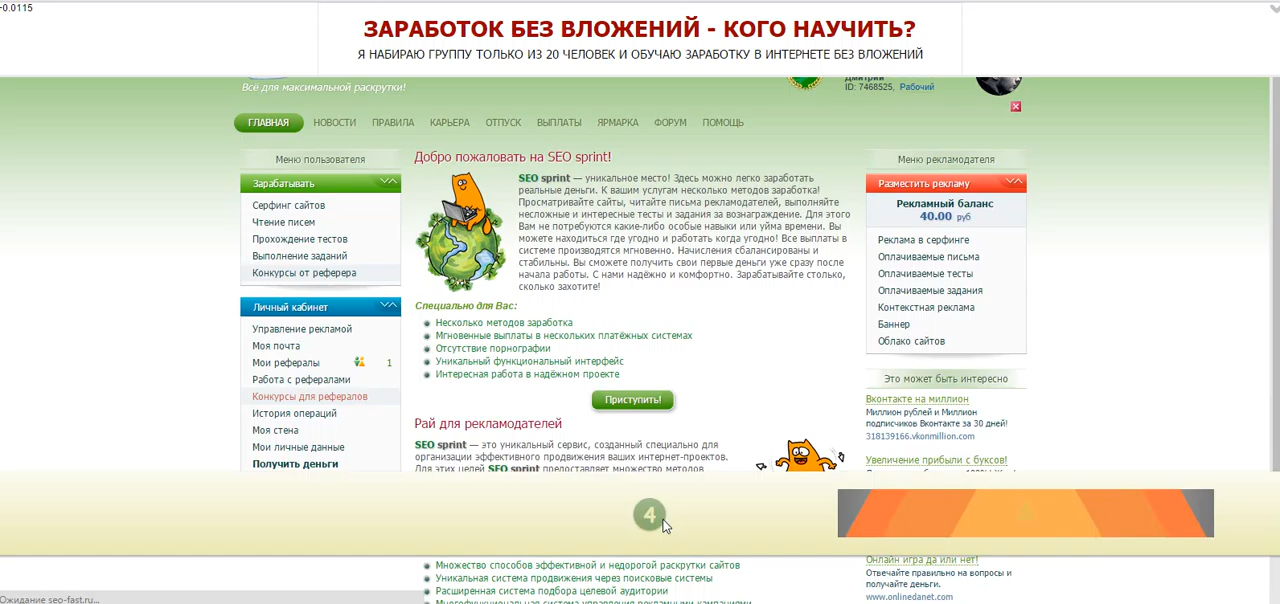 -0.0115
ЗАРАБОТОК БЕЗ ВЛОЖЕНИЙ - КОГО НАУЧИТЬ?
Я НАБИРАЮ ГРУППУ ТОЛЬКО ИЗ 20 ЧЕЛОВЕК И ОБУЧАЮ ЗАРАБОТКУ В ИНТЕРНЕТЕ БЕЗ ВЛОЖЕНИЙ
Всё для максимальной раскрутки!
Дмитрий
ID: 7468525, Рабочий
ГЛАВНАЯ НОВОСТИ ПРАВИЛА КАРЬЕРА ОТПУСК ВЫПЛАТЫ ЯРМАРКА ФОРУМ ПОМОЩЬ
Меню пользователя
Зарабатывать
Серфинг сайтов
Чтение писем
Прохождение тестов
Выполнение заданий
Конкурсы от реферера
Личный кабинет
Управление рекламой
Моя почта
Мои рефералы 1
Работа с рефералами
Конкурсы для рефералов
История операций
Моя стена
Мои личные данные
Получить деньги
Добро пожаловать на SEO sprint!
SEO sprint — уникальное место! Здесь можно легко заработать
реальные деньги. К вашим услугам несколько методов заработка!
Просматривайте сайты, читайте письма рекламодателей, выполняйте
несложные и интересные тесты и задания за вознаграждение. Для этого
Вам не потребуются какие-либо особые навыки или уйма времени. Вы
можете находиться где угодно и работать когда угодно! Все выплаты в
системе производятся мгновенно. Начисления сбалансированы и
стабильны. Вы сможете получить свои первые деньги уже сразу после
начала работы. С нами надёжно и комфортно. Зарабатывайте столько,
сколько захотите!
Специально для Вас:
Несколько методов заработка
Мгновенные выплаты в нескольких платёжных системах
Отсутствие порнографии
Уникальный функциональный интерфейс
Интересная работа в надёжном проекте
Приступить!
Рай для рекламодателей
SEO sprint — это уникальный сервис, созданный специально для
организации эффективного продвижения ваших интернет-проектов.
Для этих целей SEO sprint предоставляет множество методов
Меню рекламодателя
Разместить рекламу
Рекламный баланс
40.00 руб
Реклама в серфинге
Оплачиваемые письма
Оплачиваемые тесты
Оплачиваемые задания
Контекстная реклама
Баннер
Облако сайтов
Это может быть интересно
Вконтакте на миллион
Миллион рублей и Миллион
подписчиков Вконтакте за 30 дней!
318139166.vkonmillion.com
Увеличение прибыли с буксов!
4
Множество способов эффективной и недорогой раскрутки сайтов
Уникальная система продвижения через поисковые системы
Расширенная система подбора целевой аудитории
Многофункциональная система управления рекламными кампаниями
Онлайн игра да или нет!
Отвечайте правильно на вопросы и
получайте деньги.
www.onlinedanet.com
Ожидание seo-fast.ru...